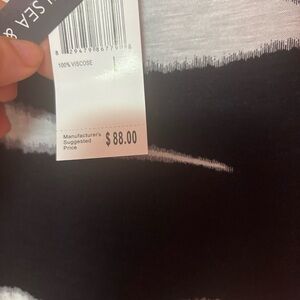 SEA &
100% VISCOSE
Manufacturer's
Suggested
Price
$88.00